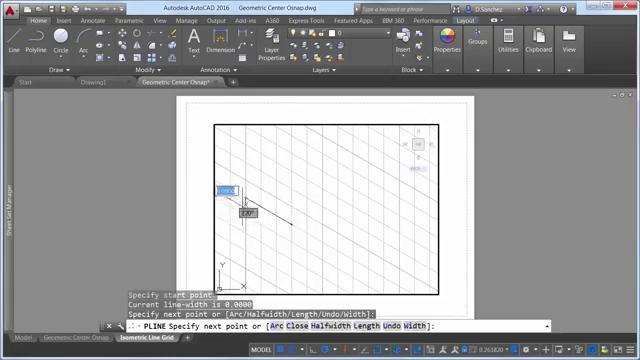 Autodesk AutoCAD 2016 Geometric Center Osnap.dwg
Type a keyword or phrase D.Sanchez
Home Insert Annotate View Manage Output Express Tools A360 Featured Apps BIM 360 Performance Layout
Line Polyline Circle Arc Text Dimension Layer Properties Insert Properties Groups Utilities Clipboard
0
Draw Modify Annotation Layers Block
Start Drawing1 Geometric Center Osnap*
Sheet Set Manager
TOP
120°
Y
X
Specify start point:
Current line-width is 0.0000
Specify next point or [Arc/Halfwidth/Length/Undo/Width]:
PLINE Specify next point or [Arc Close Halfwidth Length Undo Width]:
Model Geometric Center Osnap Isometric Line Grid
MODEL 0.261820